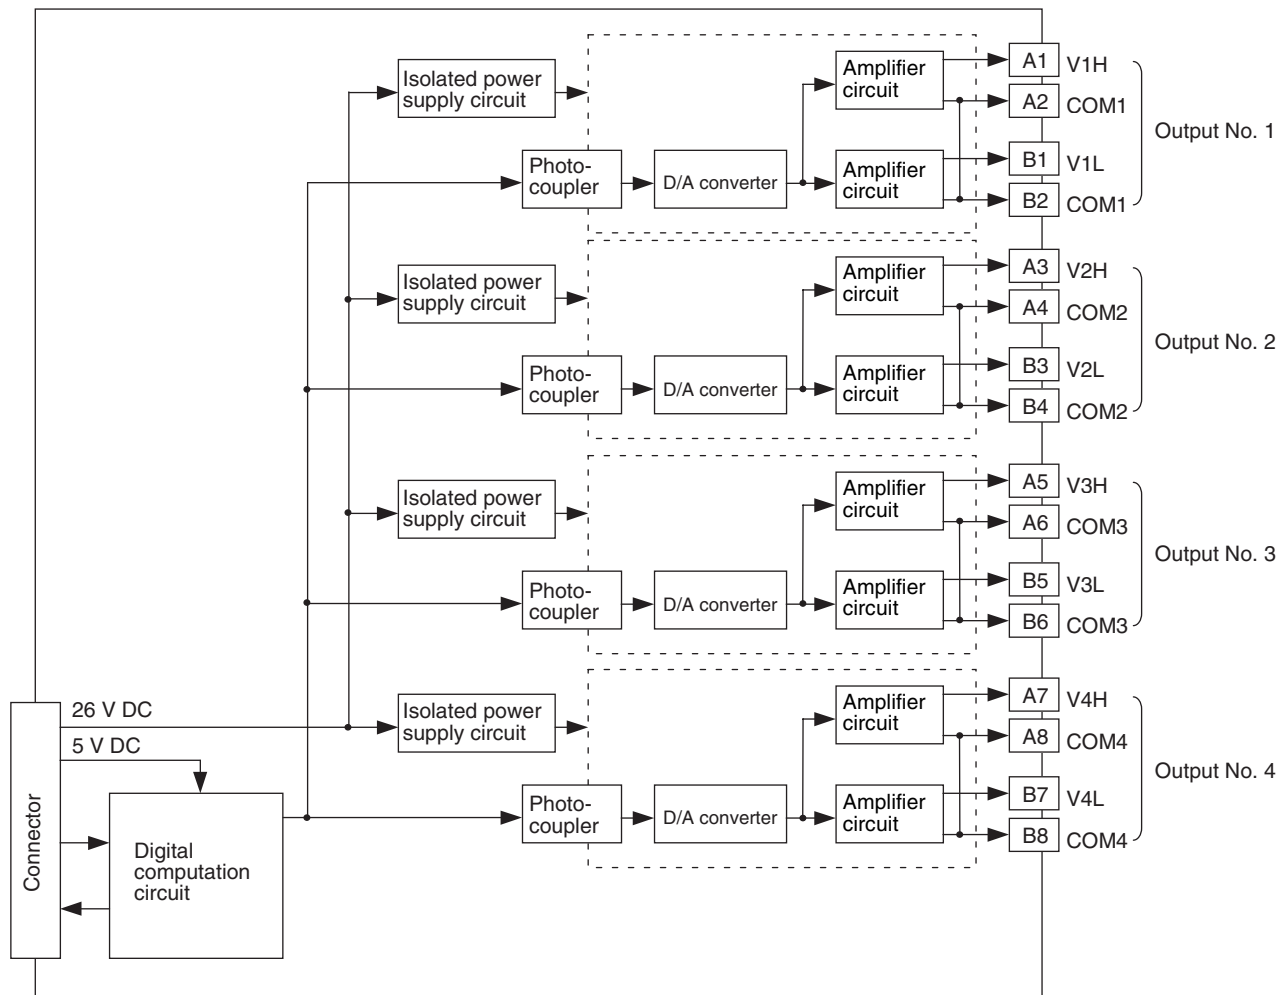 Isolated power
supply circuit
Amplifier
circuit
A1 V1H
A2 COM1
Photo-
coupler
D/A converter
Amplifier
circuit
B1 V1L
B2 COM1
Output No. 1
Isolated power
supply circuit
Amplifier
circuit
A3 V2H
A4 COM2
Photo-
coupler
D/A converter
Amplifier
circuit
B3 V2L
B4 COM2
Output No. 2
Isolated power
supply circuit
Amplifier
circuit
A5 V3H
A6 COM3
Photo-
coupler
D/A converter
Amplifier
circuit
B5 V3L
B6 COM3
Output No. 3
Isolated power
supply circuit
Amplifier
circuit
A7 V4H
A8 COM4
Photo-
coupler
D/A converter
Amplifier
circuit
B7 V4L
B8 COM4
Output No. 4
26 V DC
5 V DC
Connector
Digital
computation
circuit